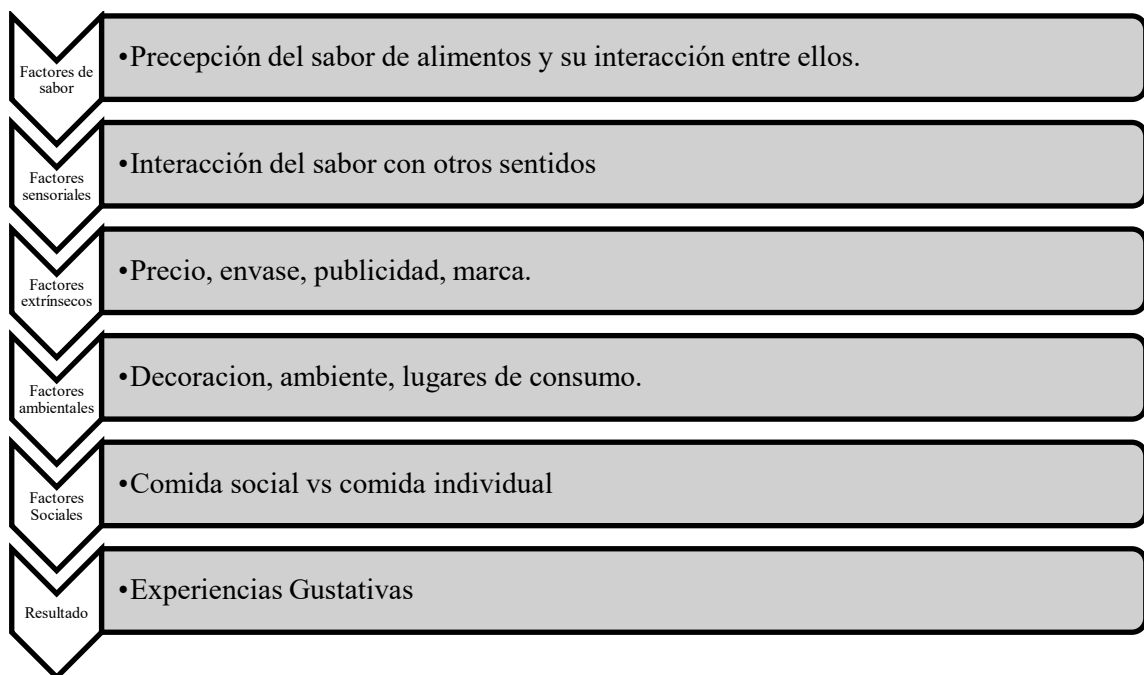 Factores de
sabor
•Precepción del sabor de alimentos y su interacción entre ellos.
Factores
sensoriales
•Interacción del sabor con otros sentidos
Factores
extrínsecos
•Precio, envase, publicidad, marca.
Factores
ambientales
•Decoracion, ambiente, lugares de consumo.
Factores
Sociales
•Comida social vs comida individual
Resultado
•Experiencias Gustativas